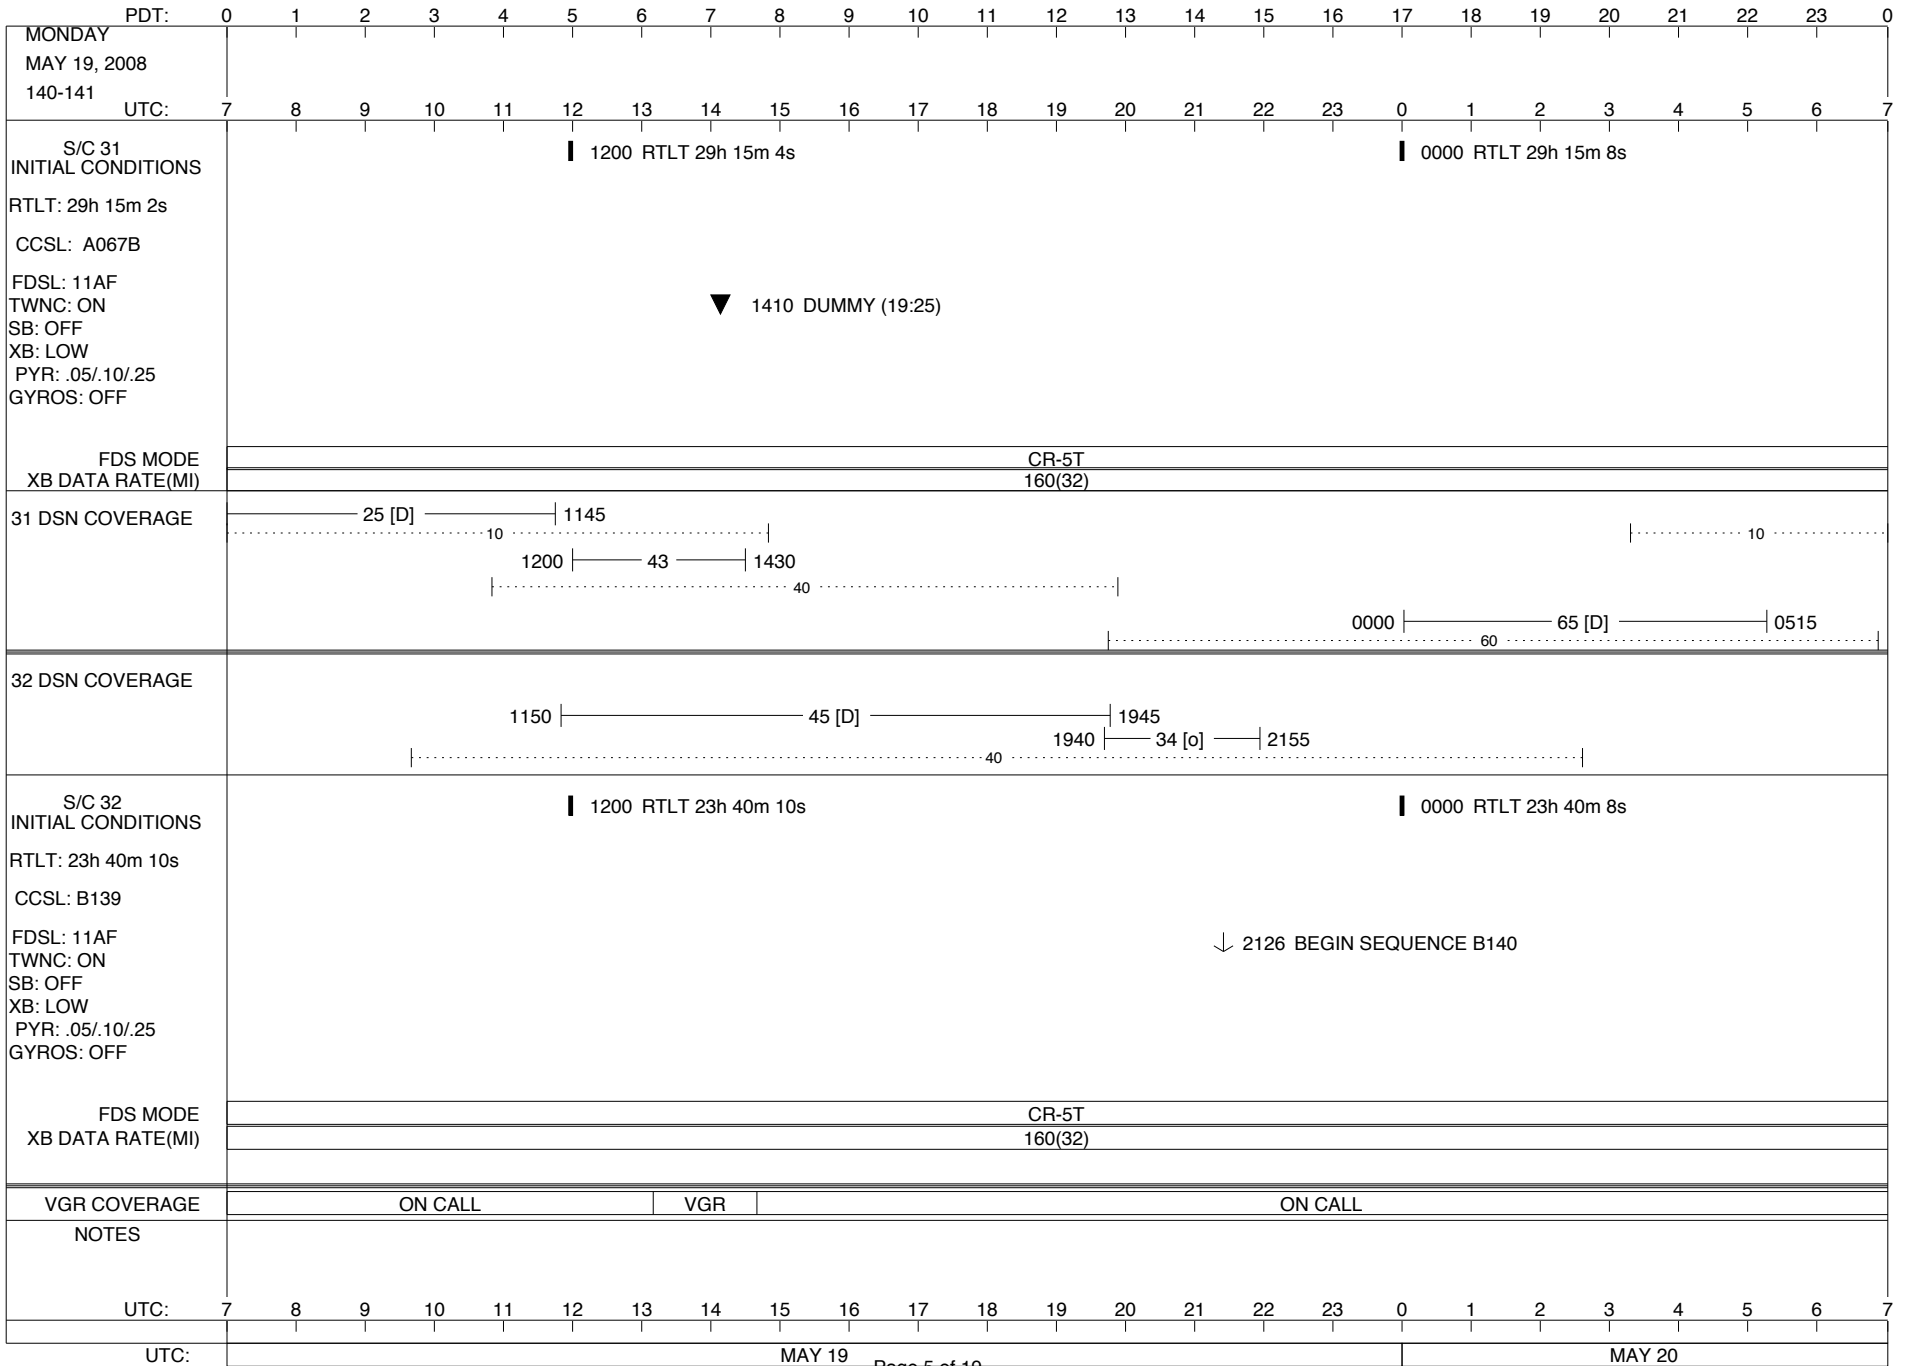 PDT: 0 1 2 3 4 5 6 7 8 9 10 11 12 13 14 15 16 17 18 19 20 21 22 23 0
MONDAY
MAY 19, 2008
140-141
UTC: 7 8 9 10 11 12 13 14 15 16 17 18 19 20 21 22 23 0 1 2 3 4 5 6 7
S/C 31
INITIAL CONDITIONS
1200 RTLT 29h 15m 4s
0000 RTLT 29h 15m 8s
RTLT: 29h 15m 2s
CCSL: A067B
FDSL: 11AF
TWNC: ON
1410 DUMMY (19:25)
SB: OFF
XB: LOW
PYR: .05/.10/.25
GYROS: OFF
FDS MODE CR-5T
XB DATA RATE(MI) 160(32)
31 DSN COVERAGE
25 [D] 1145
10 10
1200 43 1430
40
0000 65 [D] 0515
60
32 DSN COVERAGE
1150 45 [D] 1945
1940 34 [o] 2155
40
S/C 32
INITIAL CONDITIONS
1200 RTLT 23h 40m 10s
0000 RTLT 23h 40m 8s
RTLT: 23h 40m 10s
CCSL: B139
FDSL: 11AF
2126 BEGIN SEQUENCE B140
TWNC: ON
SB: OFF
XB: LOW
PYR: .05/.10/.25
GYROS: OFF
FDS MODE CR-5T
XB DATA RATE(MI) 160(32)
VGR COVERAGE ON CALL VGR ON CALL
NOTES
UTC: 7 8 9 10 11 12 13 14 15 16 17 18 19 20 21 22 23 0 1 2 3 4 5 6 7
UTC: MAY 19 MAY 20
Page 5 of 19